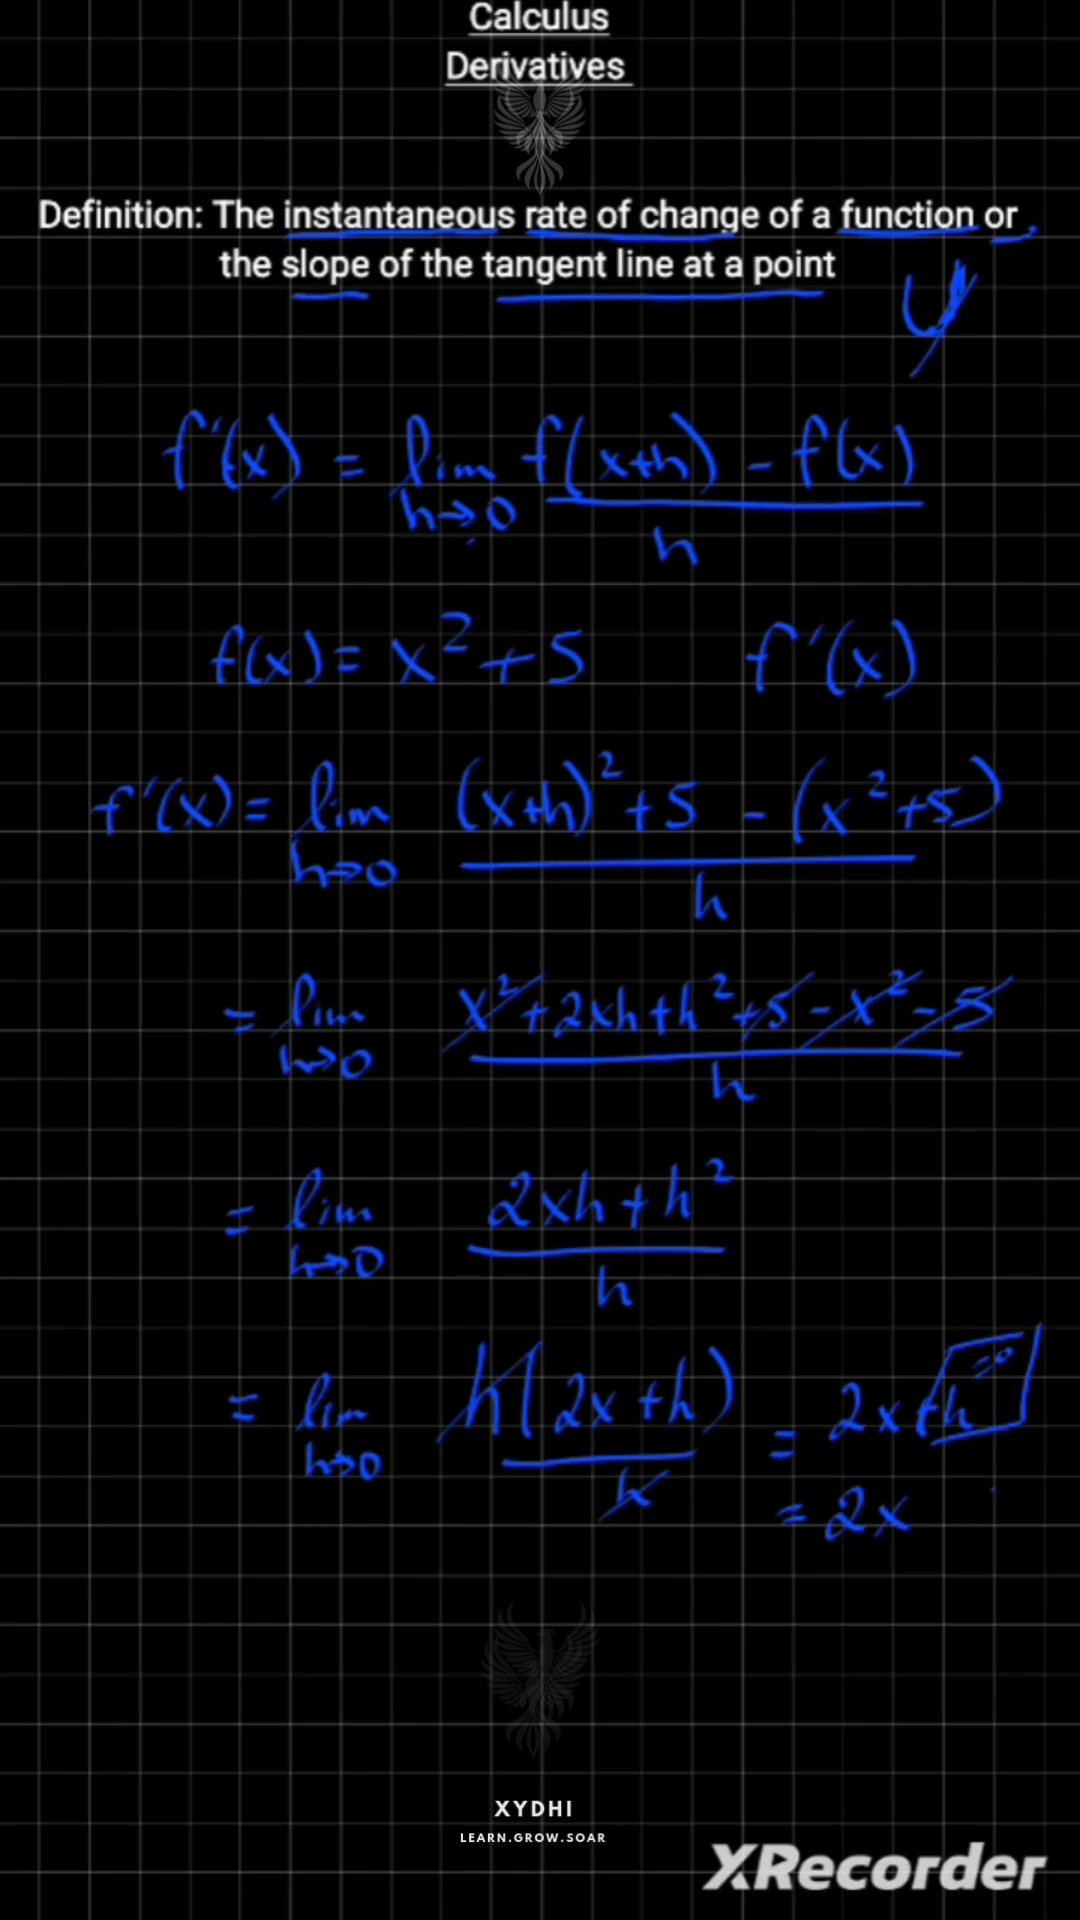 Calculus
Derivatives
Definition: The instantaneous rate of change of a function or
the slope of the tangent line at a point
f'(x) = lim f(x+h) - f(x)
h→0 h
f(x) = x² + 5 f'(x)
f'(x) = lim (x+h)² + 5 - (x² + 5)
h→0 h
= lim x² + 2xh + h² + 5 - x² - 5
h→0 h
= lim 2xh + h²
h→0 h
= lim h(2x + h) = 2x + h =0
h→0 h = 2x
XYDHI
LEARN.GROW.SOAR
XRecorder